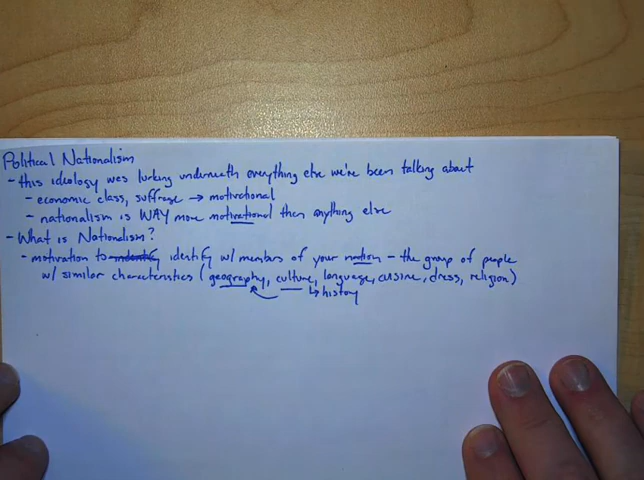 Political Nationalism
- this ideology was lurking underneath everything else we've been talking about
- economic class, suffrage → motivational
- nationalism is WAY more motivational then anything else
- What is Nationalism?
- motivation to identify w/ members of your nation - the group of people
w/ similar characteristics (geography, culture, language, cuisine, dress, religion)
↳ history